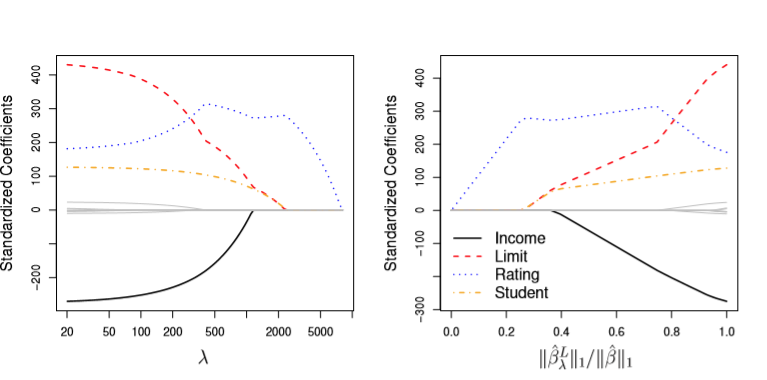 Standardized Coefficients
400
300
200
100
0
−200
20 50 100 200 500 2000 5000
λ
Standardized Coefficients
400
300
200
100
0
−100
−300
Income
Limit
Rating
Student
0.0 0.2 0.4 0.6 0.8 1.0
‖β̂λᴸ‖₁/‖β̂‖₁